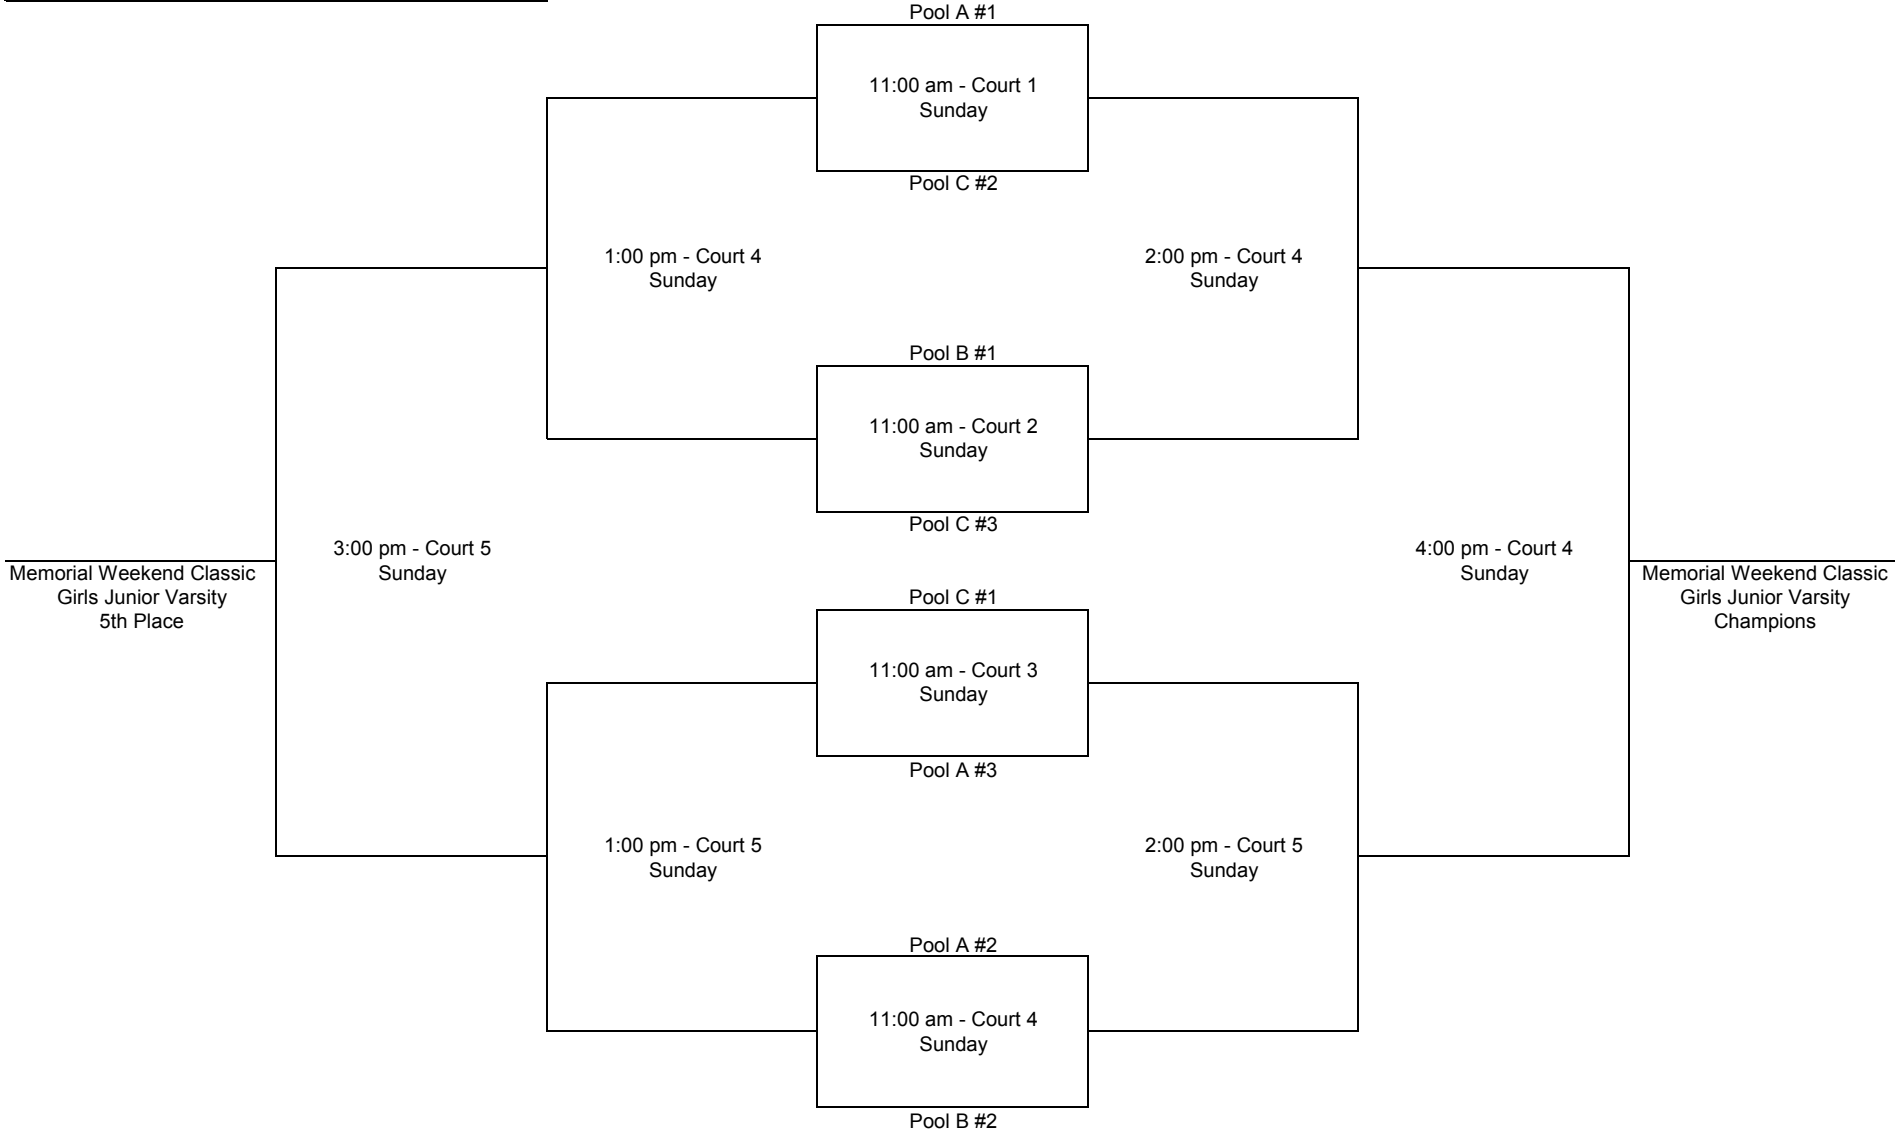 Pool A #1
11:00 am - Court 1
Sunday
Pool C #2
1:00 pm - Court 4
Sunday
2:00 pm - Court 4
Sunday
Pool B #1
11:00 am - Court 2
Sunday
Pool C #3
3:00 pm - Court 5
Sunday
4:00 pm - Court 4
Sunday
Memorial Weekend Classic
Girls Junior Varsity
5th Place
Memorial Weekend Classic
Girls Junior Varsity
Champions
Pool C #1
11:00 am - Court 3
Sunday
Pool A #3
1:00 pm - Court 5
Sunday
2:00 pm - Court 5
Sunday
Pool A #2
11:00 am - Court 4
Sunday
Pool B #2